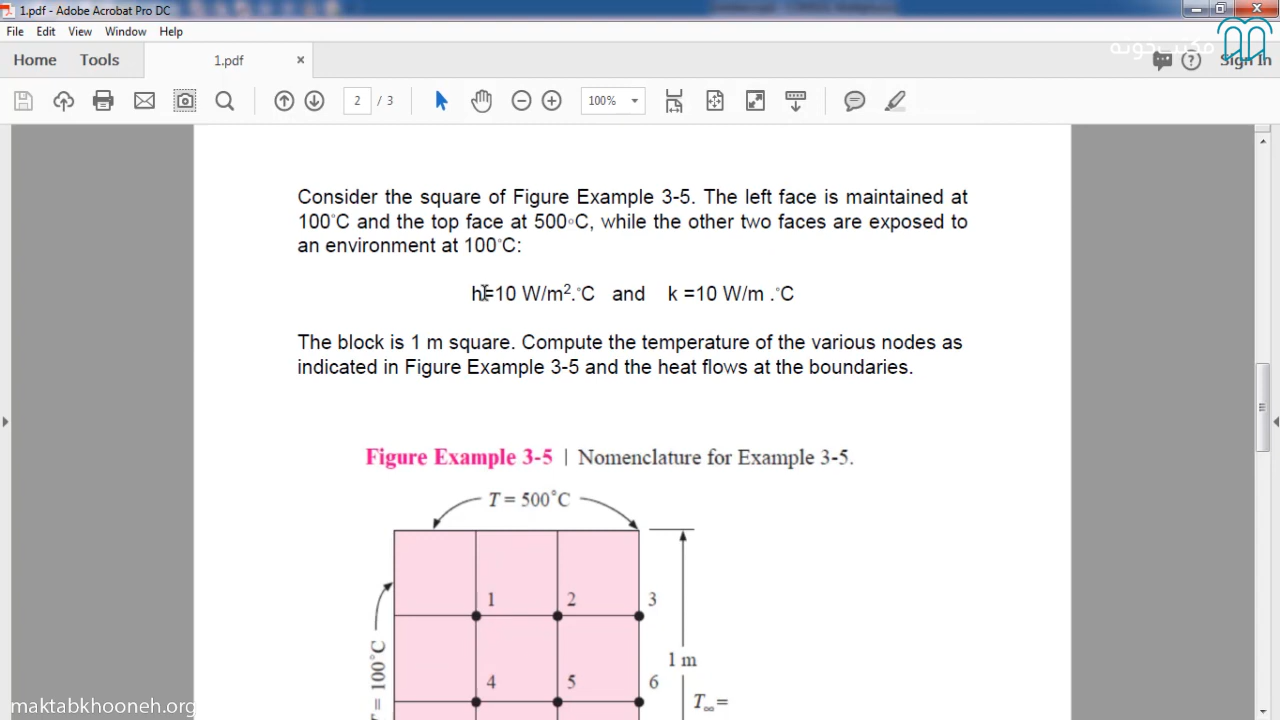 1.pdf - Adobe Acrobat Pro DC
File Edit View Window Help
مکتب‌خونه
Home Tools 1.pdf × Sign In
2 / 3 100%
Consider the square of Figure Example 3-5. The left face is maintained at
100°C and the top face at 500◦C, while the other two faces are exposed to
an environment at 100°C:
h=10 W/m².°C and k =10 W/m .°C
The block is 1 m square. Compute the temperature of the various nodes as
indicated in Figure Example 3-5 and the heat flows at the boundaries.
Figure Example 3-5 | Nomenclature for Example 3-5.
T = 500°C
1 2 3
1 m
4 5 6
= 100°C
T∞ =
maktabkhooneh.org